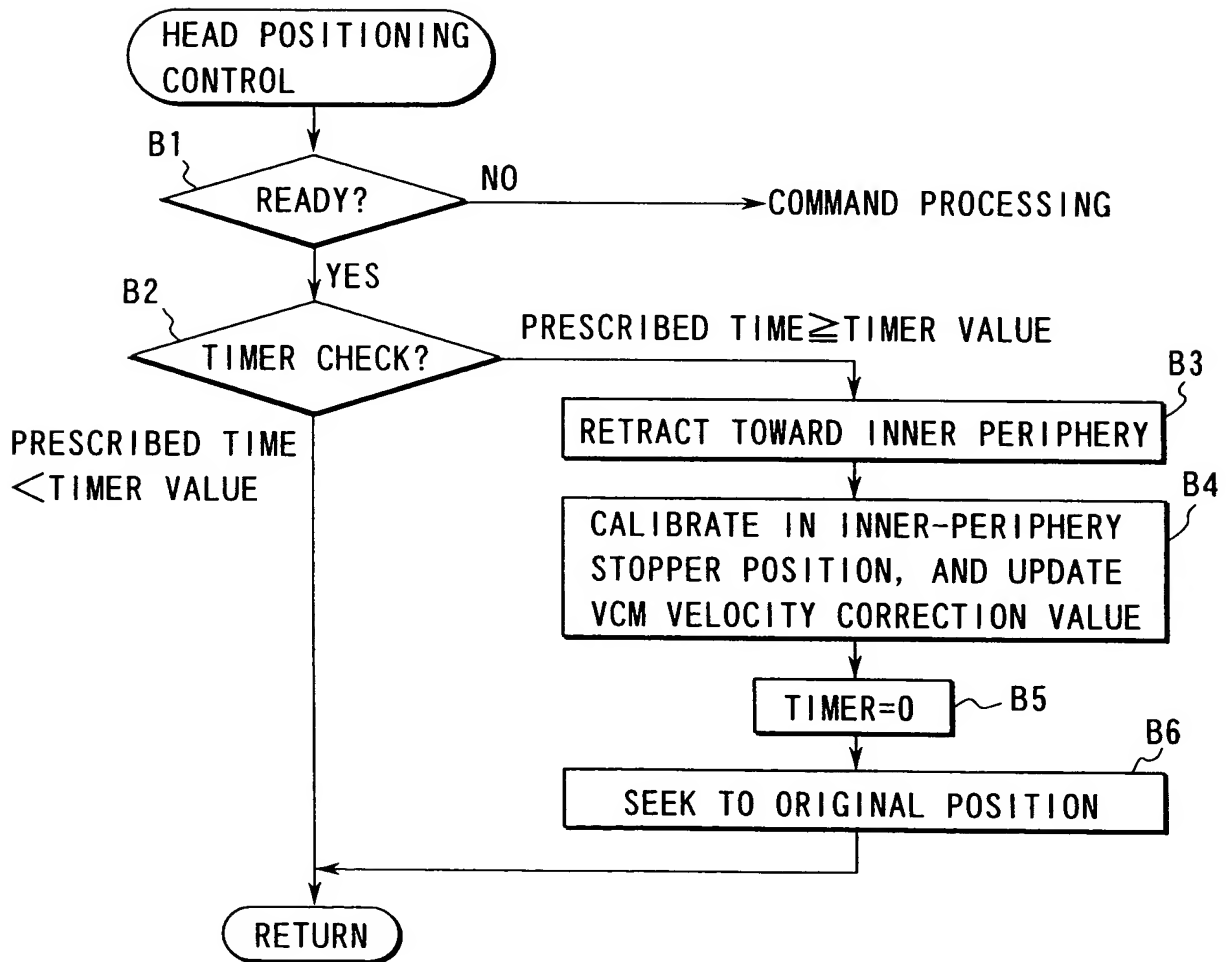 HEAD POSITIONING
CONTROL
B1
READY?
NO
COMMAND PROCESSING
YES
B2
TIMER CHECK?
PRESCRIBED TIME≧TIMER VALUE
B3
RETRACT TOWARD INNER PERIPHERY
PRESCRIBED TIME
<TIMER VALUE
B4
CALIBRATE IN INNER-PERIPHERY
STOPPER POSITION, AND UPDATE
VCM VELOCITY CORRECTION VALUE
TIMER=0
B5
B6
SEEK TO ORIGINAL POSITION
RETURN